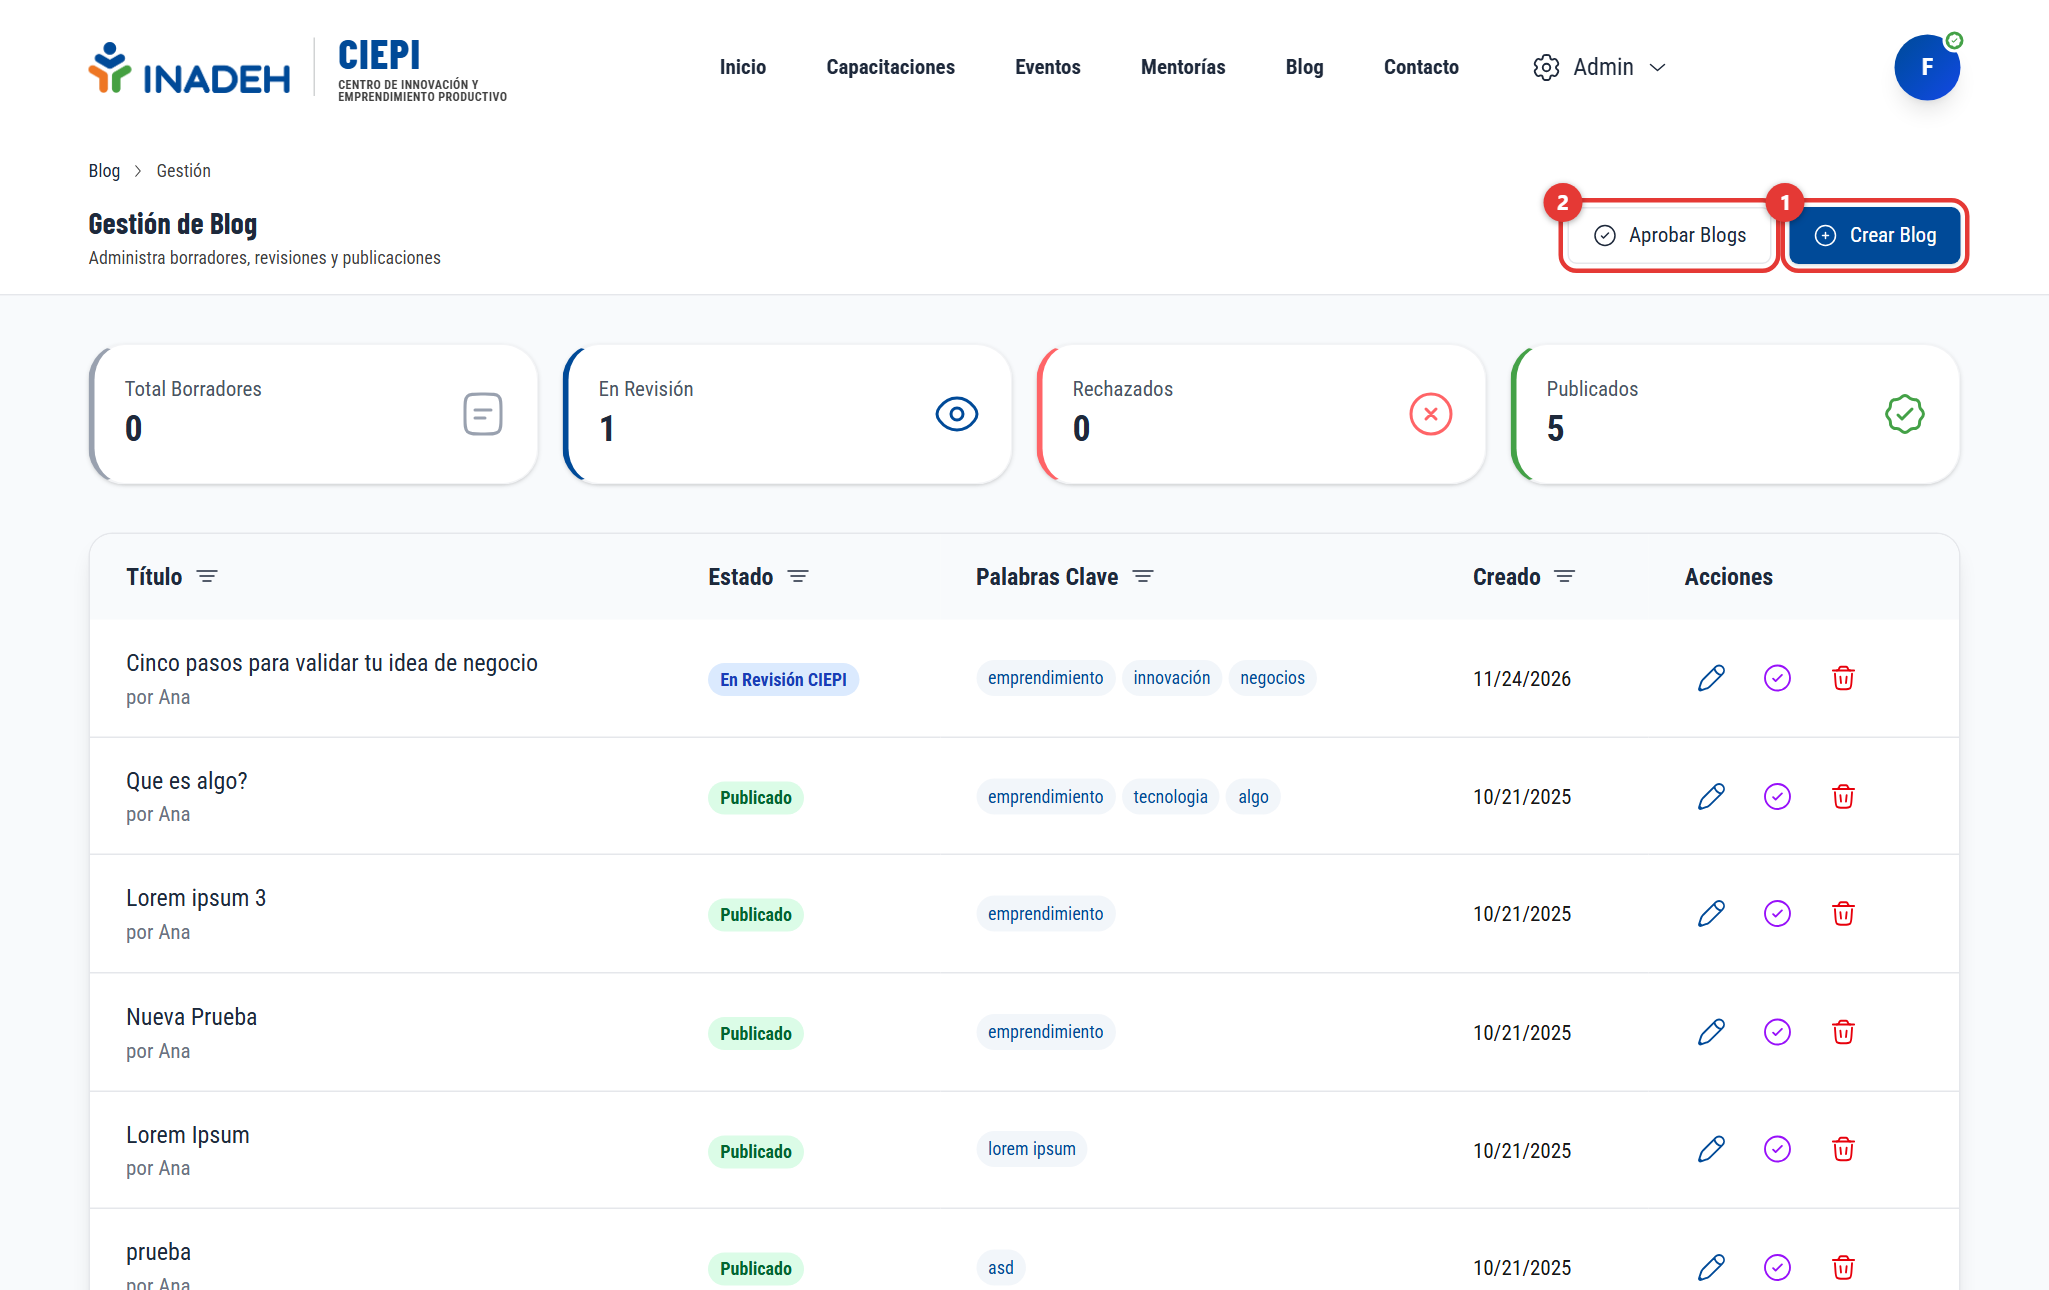 INADEH
CIEPI
CENTRO DE INNOVACIÓN Y
EMPRENDIMIENTO PRODUCTIVO
Inicio
Capacitaciones
Eventos
Mentorías
Blog
Contacto
Admin
F
Blog > Gestión
Gestión de Blog
Administra borradores, revisiones y publicaciones
2
Aprobar Blogs
1
Crear Blog
Total Borradores
0
En Revisión
1
Rechazados
0
Publicados
5
Título Estado Palabras Clave Creado Acciones
Cinco pasos para validar tu idea de negocio
por Ana
En Revisión CIEPI
emprendimiento innovación negocios
11/24/2026
Que es algo?
por Ana
Publicado
emprendimiento tecnologia algo
10/21/2025
Lorem ipsum 3
por Ana
Publicado
emprendimiento
10/21/2025
Nueva Prueba
por Ana
Publicado
emprendimiento
10/21/2025
Lorem Ipsum
por Ana
Publicado
lorem ipsum
10/21/2025
prueba
por Ana
Publicado
asd
10/21/2025